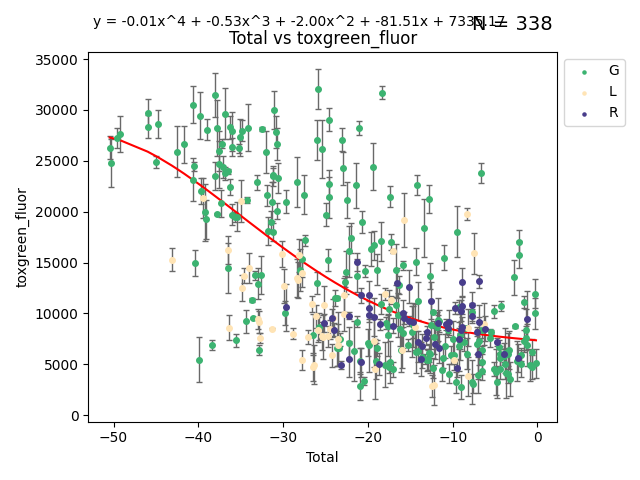 y = -0.01x^4 + -0.53x^3 + -2.00x^2 + -81.51x + 7335.17
N = 338
Total vs toxgreen_fluor
35000
30000
25000
20000
15000
10000
5000
0
toxgreen_fluor
−50 −40 −30 −20 −10 0
Total
G
L
R